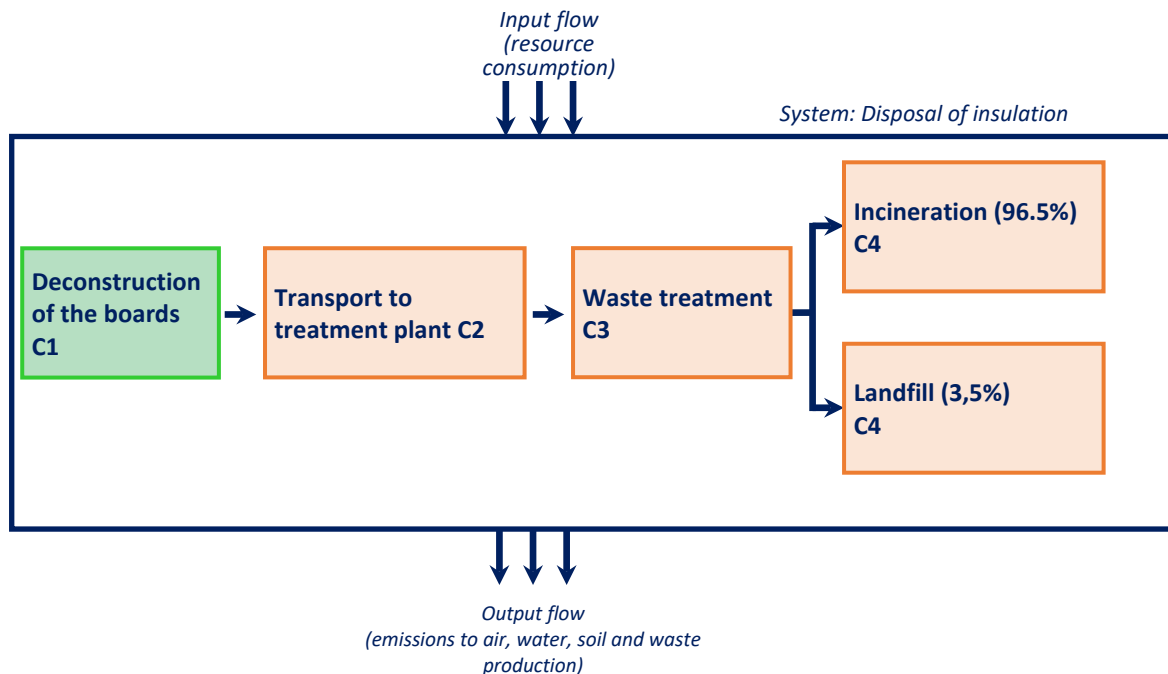 Input flow
(resource
consumption)
System: Disposal of insulation
Deconstruction
of the boards
C1
Transport to
treatment plant C2
Waste treatment
C3
Incineration (96.5%)
C4
Landfill (3,5%)
C4
Output flow
(emissions to air, water, soil and waste
production)